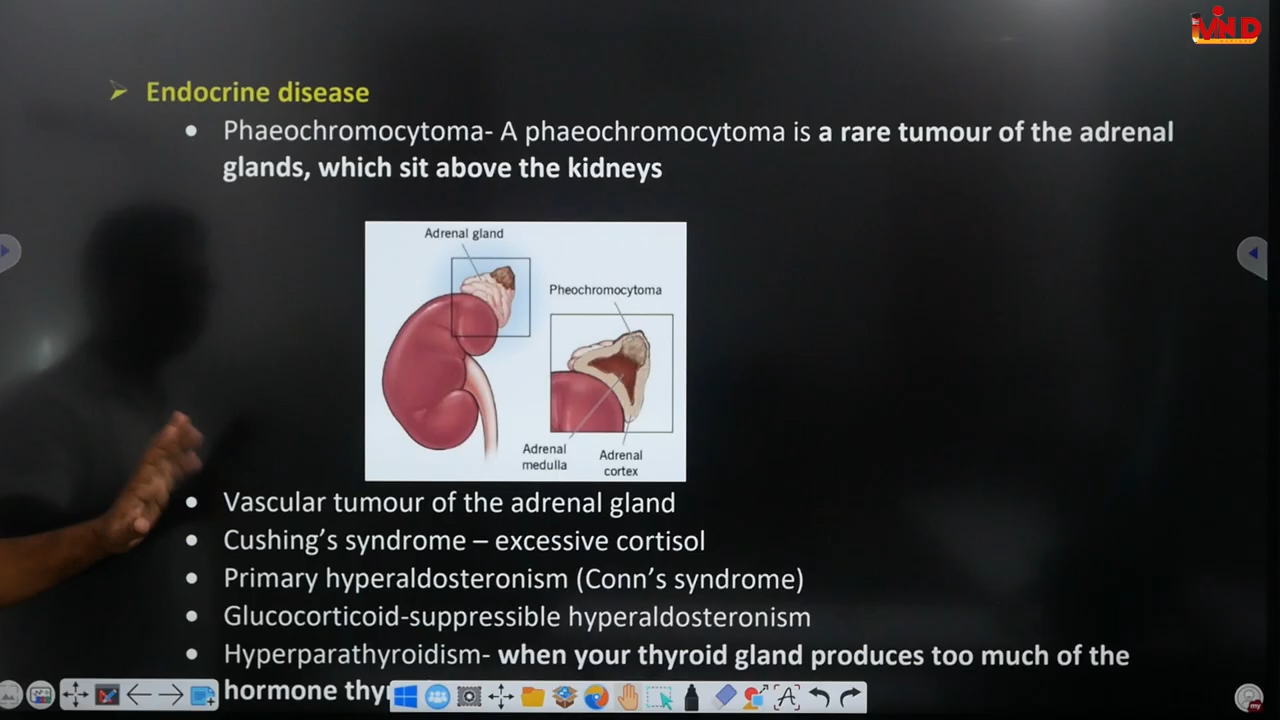 MND
Endocrine disease
Phaeochromocytoma- A phaeochromocytoma is a rare tumour of the adrenal
glands, which sit above the kidneys
Adrenal gland
Pheochromocytoma
Adrenal
medulla
Adrenal
cortex
Vascular tumour of the adrenal gland
Cushing’s syndrome – excessive cortisol
Primary hyperaldosteronism (Conn’s syndrome)
Glucocorticoid-suppressible hyperaldosteronism
Hyperparathyroidism- when your thyroid gland produces too much of the
hormone